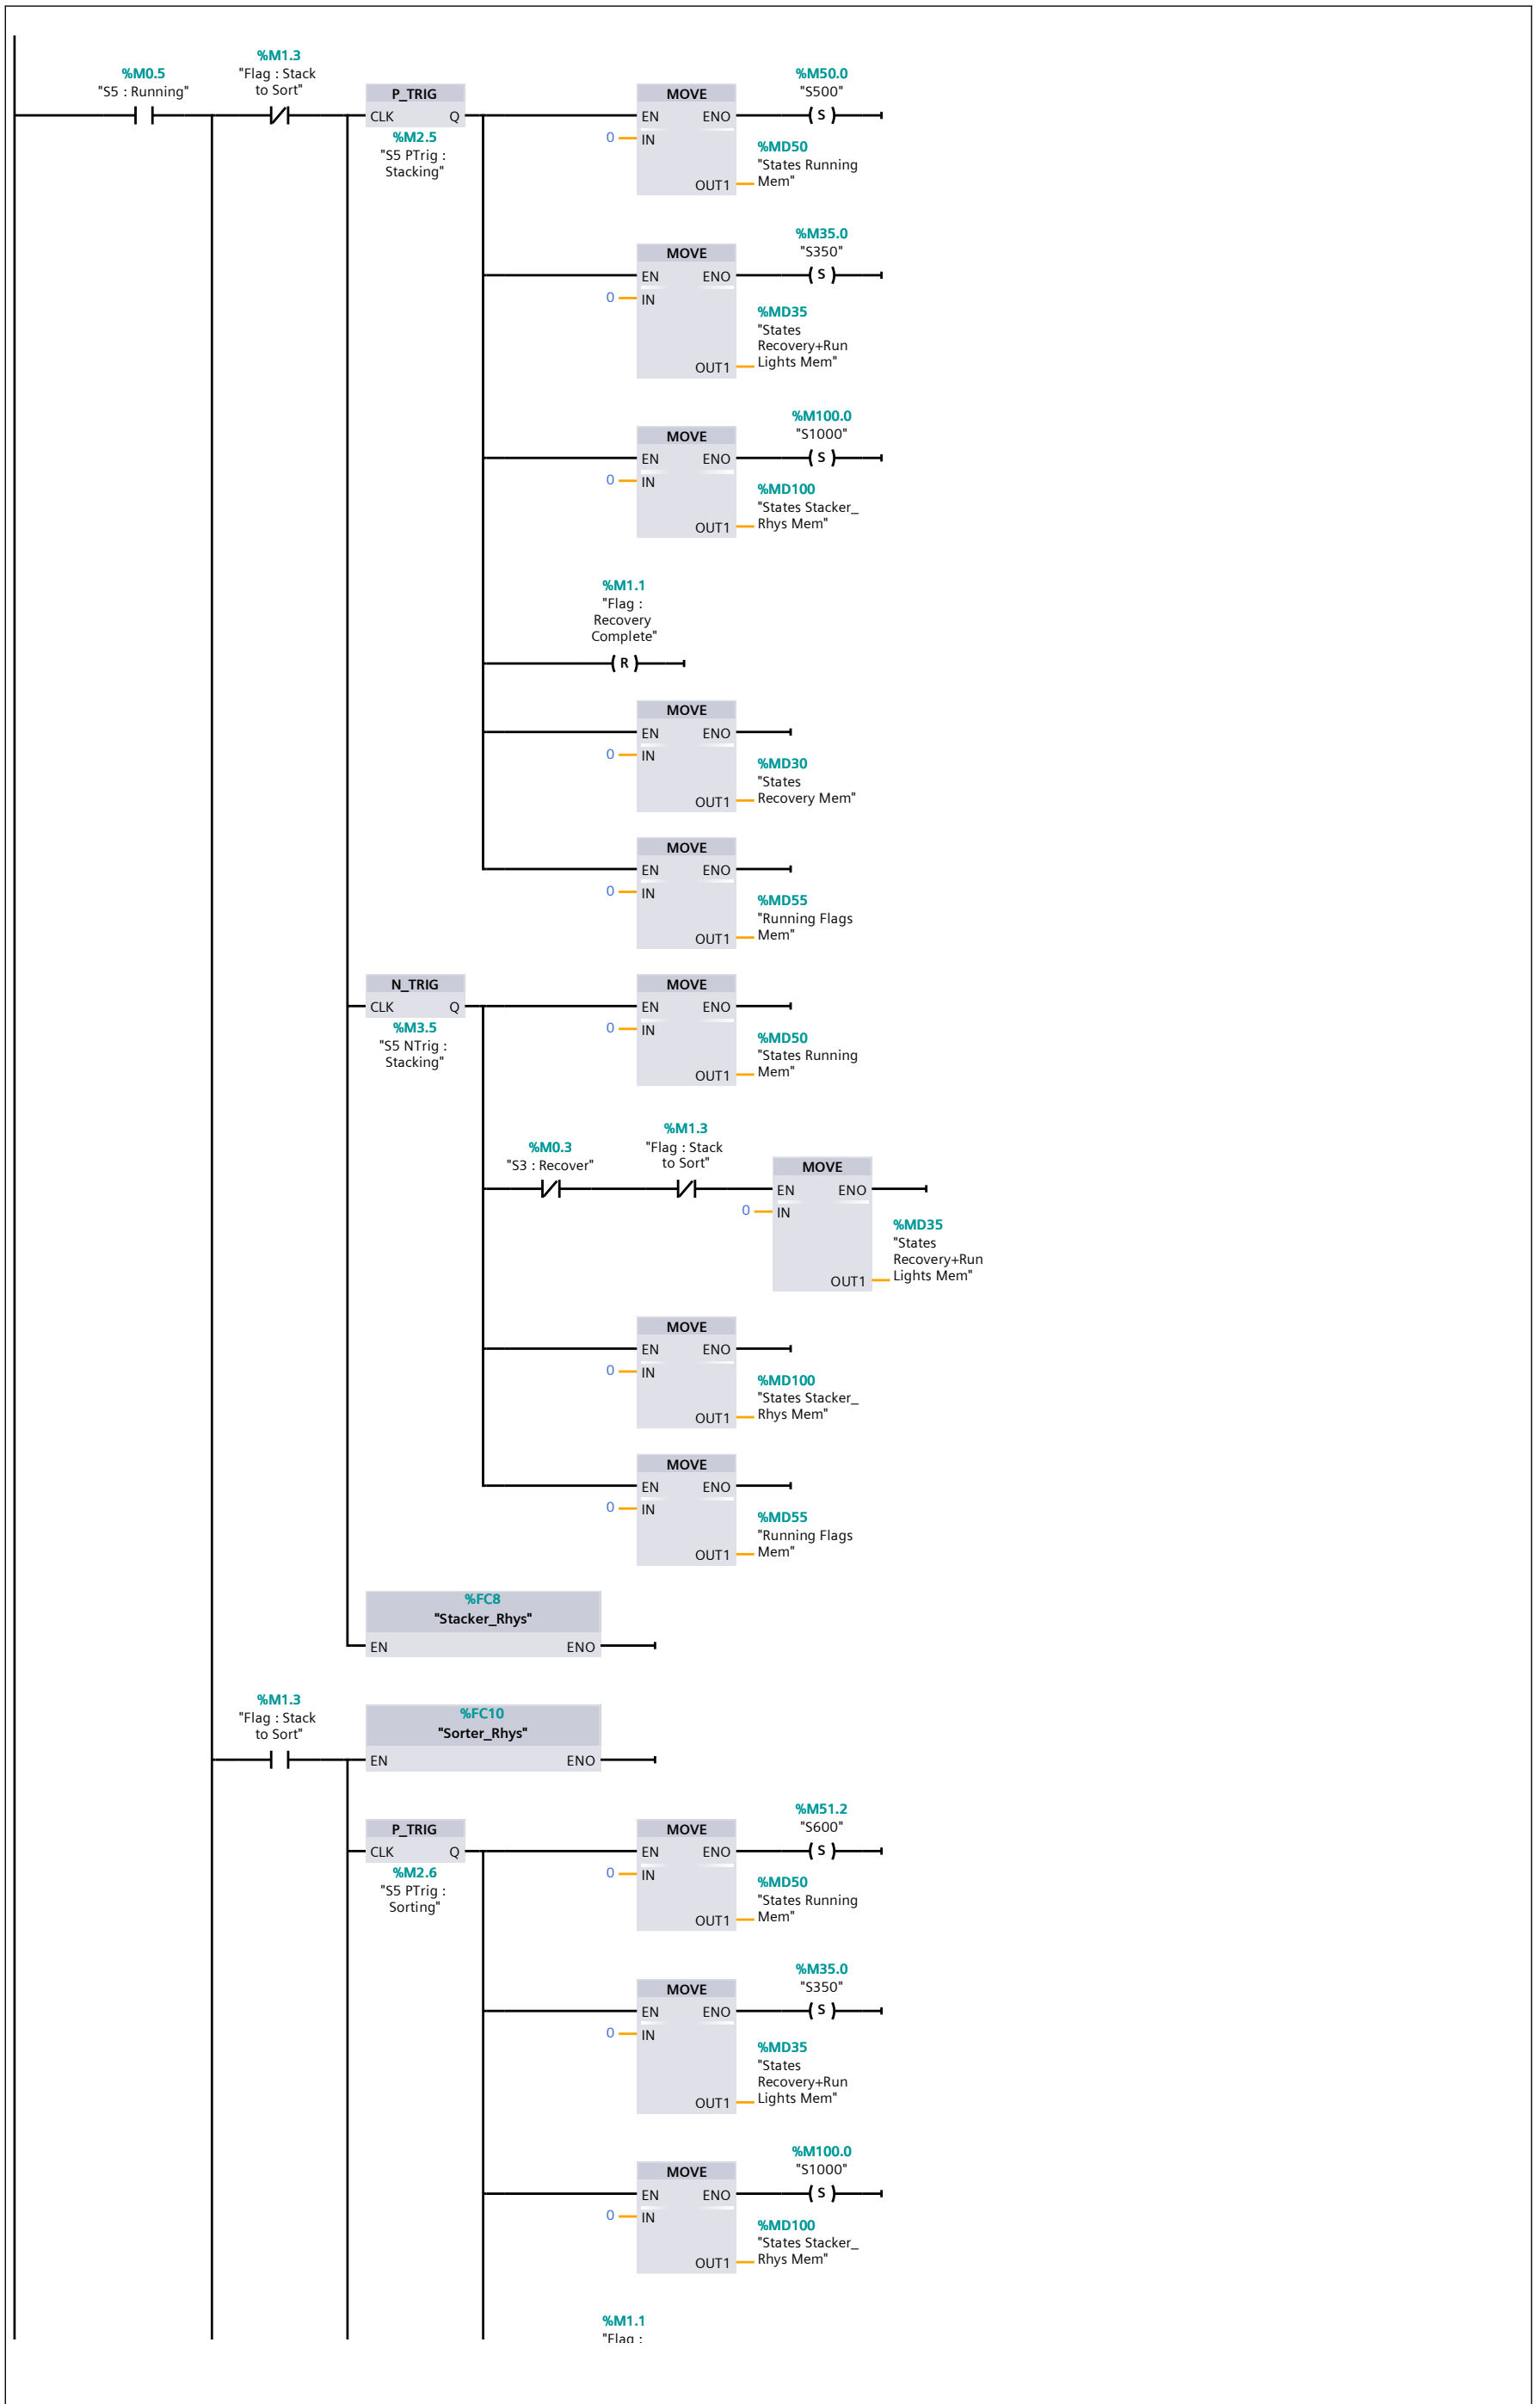 %M0.5
"S5 : Running"
%M1.3
"Flag : Stack
to Sort"
P_TRIG
CLK Q
%M2.5
"S5 PTrig :
Stacking"
MOVE
EN ENO
0 IN
OUT1
%M50.0
"S500"
S
%MD50
"States Running
Mem"
MOVE
EN ENO
0 IN
OUT1
%M35.0
"S350"
S
%MD35
"States
Recovery+Run
Lights Mem"
MOVE
EN ENO
0 IN
OUT1
%M100.0
"S1000"
S
%MD100
"States Stacker_
Rhys Mem"
%M1.1
"Flag :
Recovery
Complete"
R
MOVE
EN ENO
0 IN
OUT1
%MD30
"States
Recovery Mem"
MOVE
EN ENO
0 IN
OUT1
%MD55
"Running Flags
Mem"
N_TRIG
CLK Q
%M3.5
"S5 NTrig :
Stacking"
MOVE
EN ENO
0 IN
OUT1
%MD50
"States Running
Mem"
%M0.3
"S3 : Recover"
%M1.3
"Flag : Stack
to Sort"
MOVE
EN ENO
0 IN
OUT1
%MD35
"States
Recovery+Run
Lights Mem"
MOVE
EN ENO
0 IN
OUT1
%MD100
"States Stacker_
Rhys Mem"
MOVE
EN ENO
0 IN
OUT1
%MD55
"Running Flags
Mem"
%FC8
"Stacker_Rhys"
EN ENO
%M1.3
"Flag : Stack
to Sort"
%FC10
"Sorter_Rhys"
EN ENO
P_TRIG
CLK Q
%M2.6
"S5 PTrig :
Sorting"
MOVE
EN ENO
0 IN
OUT1
%M51.2
"S600"
S
%MD50
"States Running
Mem"
MOVE
EN ENO
0 IN
OUT1
%M35.0
"S350"
S
%MD35
"States
Recovery+Run
Lights Mem"
MOVE
EN ENO
0 IN
OUT1
%M100.0
"S1000"
S
%MD100
"States Stacker_
Rhys Mem"
%M1.1
"Flag :